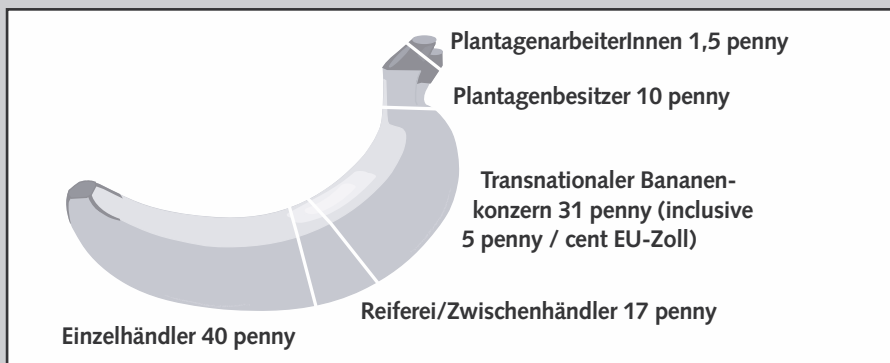 PlantagenarbeiterInnen 1,5 penny
Plantagenbesitzer 10 penny
Transnationaler Bananen-
konzern 31 penny (inclusive
5 penny / cent EU-Zoll)
Reiferei/Zwischenhändler 17 penny
Einzelhändler 40 penny